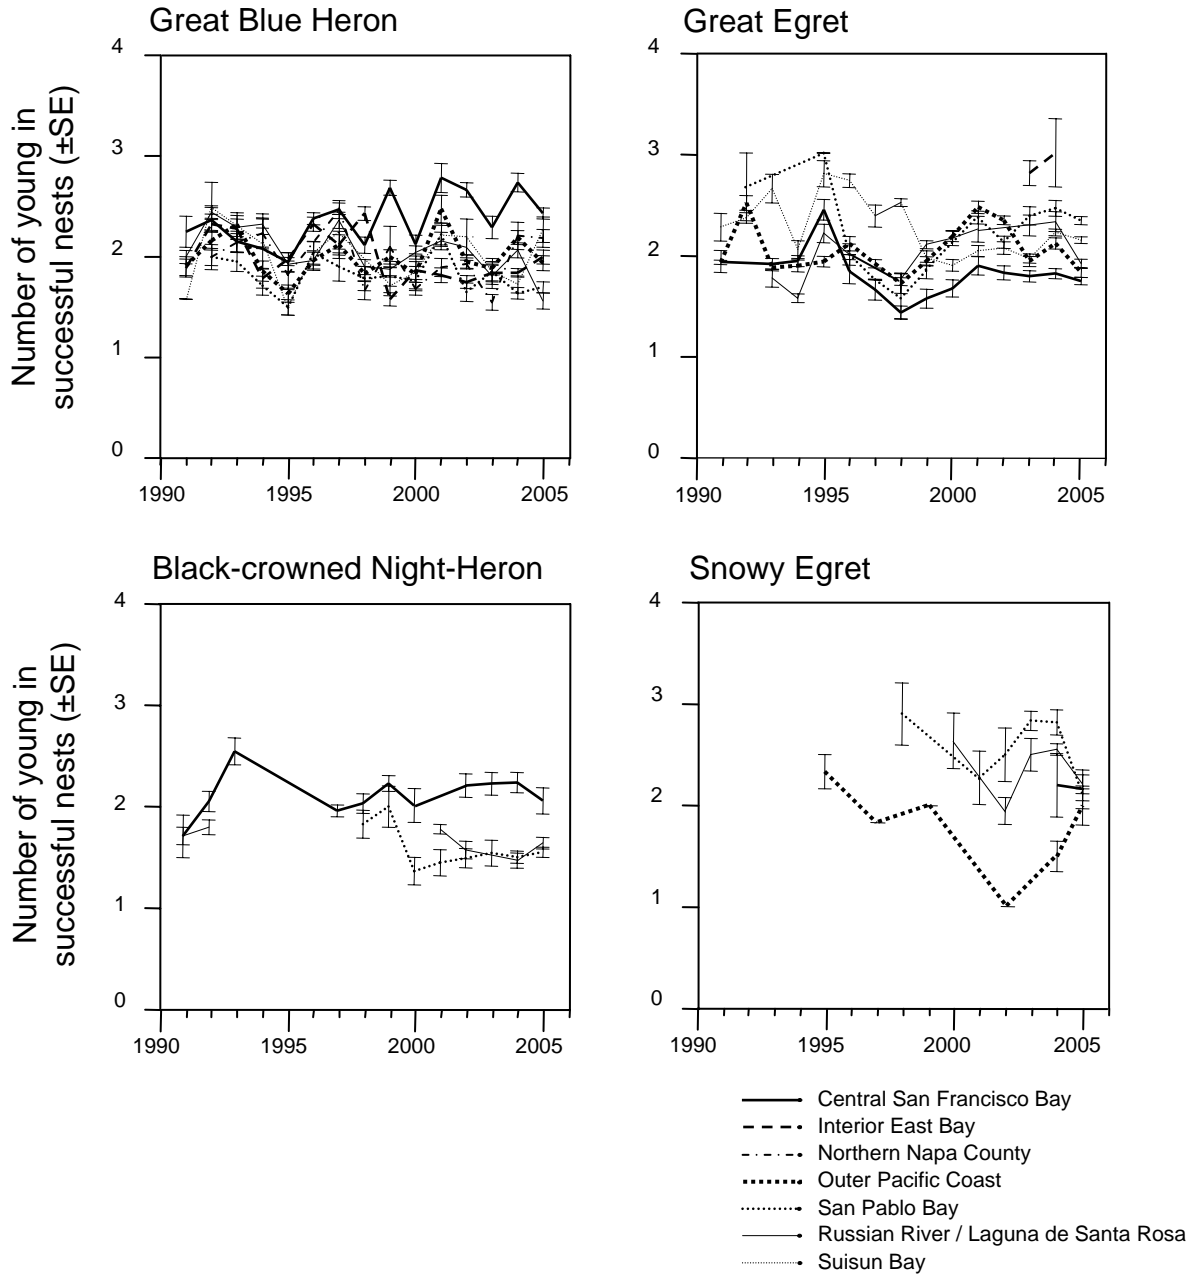 Great Blue Heron
Number of young in
successful nests (±SE)
4
3
2
1
0
1990 1995 2000 2005
Great Egret
4
3
2
1
0
1990 1995 2000 2005
Black-crowned Night-Heron
Number of young in
successful nests (±SE)
4
3
2
1
0
1990 1995 2000 2005
Snowy Egret
4
3
2
1
0
1990 1995 2000 2005
Central San Francisco Bay
Interior East Bay
Northern Napa County
Outer Pacific Coast
San Pablo Bay
Russian River / Laguna de Santa Rosa
Suisun Bay